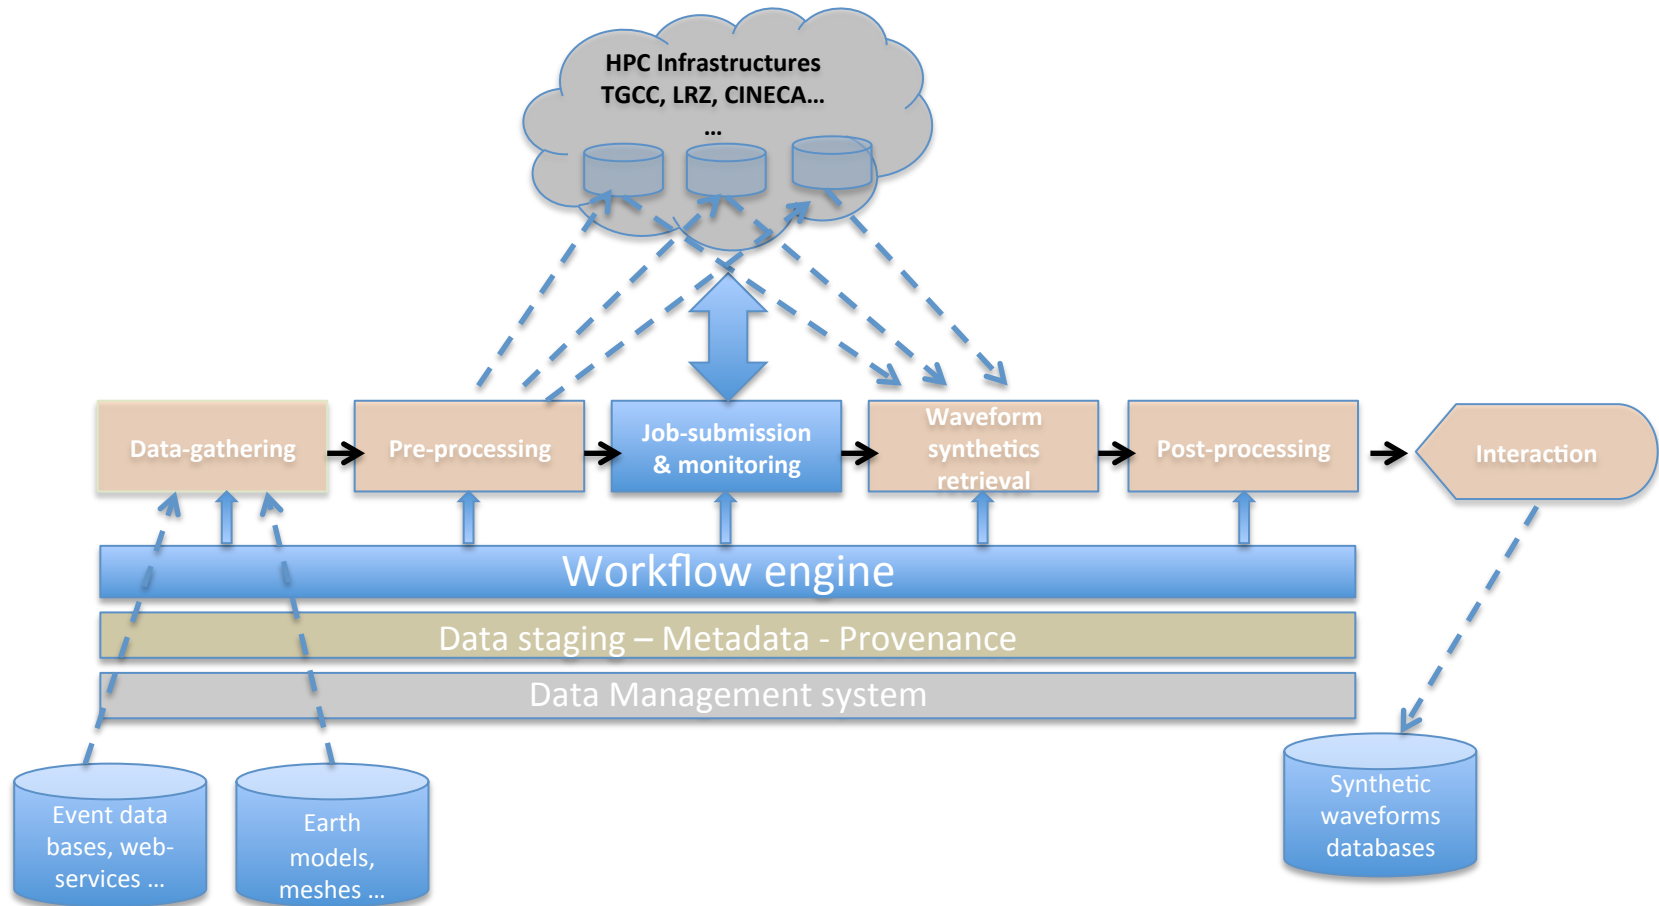 HPC Infrastructures
TGCC, LRZ, CINECA...
...
Data-gathering
Pre-processing
Job-submission
& monitoring
Waveform
synthetics
retrieval
Post-processing
Interaction
Workflow engine
Data staging – Metadata - Provenance
Data Management system
Event data
bases, web-
services ...
Earth
models,
meshes ...
Synthetic
waveforms
databases